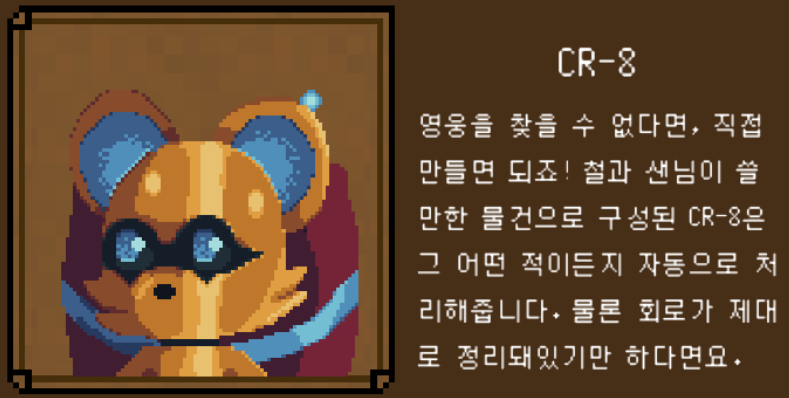 CR-8
영웅을 찾을 수 없다면, 직접
만들면 되죠! 철과 샌님이 쓸
만한 물건으로 구성된 CR-8은
그 어떤 적이든지 자동으로 처
리해줍니다. 물론 회로가 제대
로 정리돼있기만 하다면요.